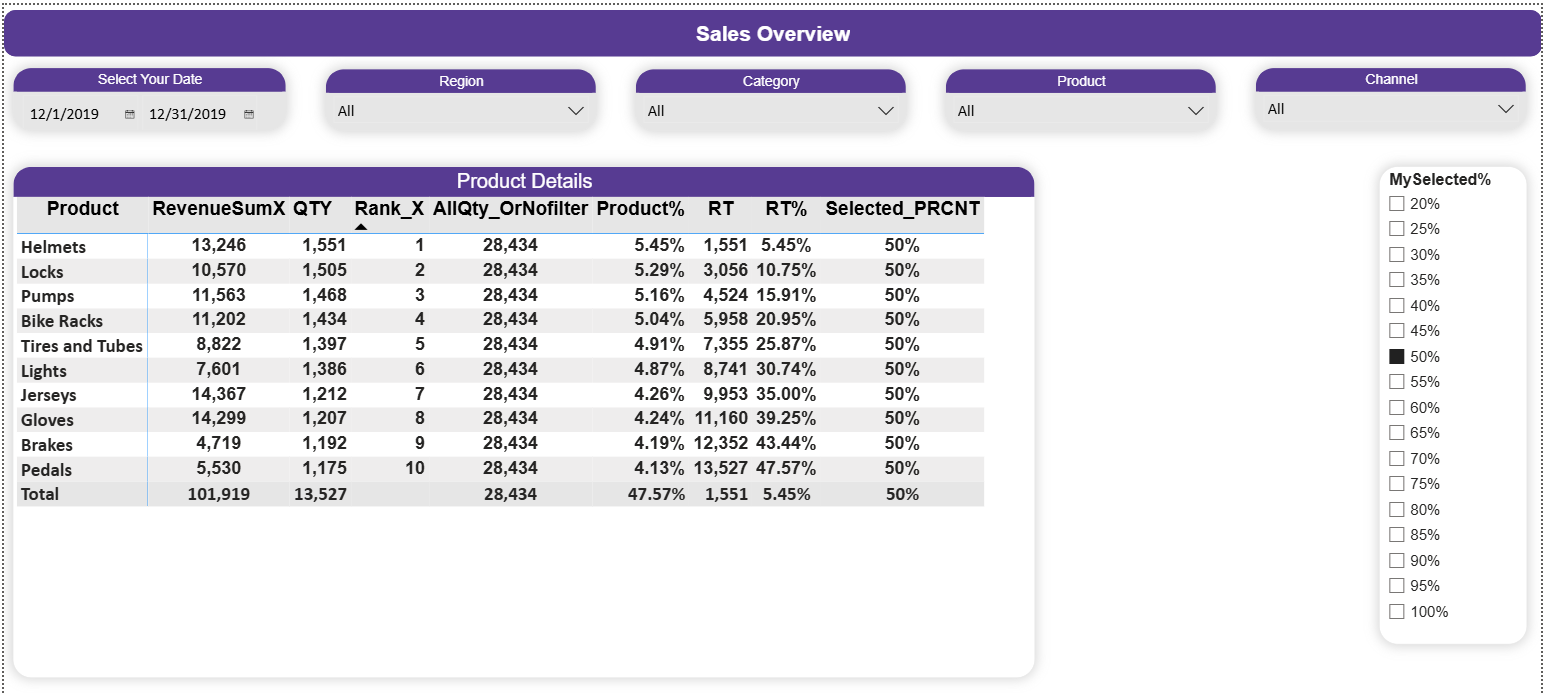 Sales Overview
Select Your Date
Region
Category
Product
Channel
12/1/2019 12/31/2019
All
All
All
All
Product Details
Product RevenueSumX QTY Rank_X AllQty_OrNofilter Product% RT RT% Selected_PRCNT
Helmets 13,246 1,551 1 28,434 5.45% 1,551 5.45% 50%
Locks 10,570 1,505 2 28,434 5.29% 3,056 10.75% 50%
Pumps 11,563 1,468 3 28,434 5.16% 4,524 15.91% 50%
Bike Racks 11,202 1,434 4 28,434 5.04% 5,958 20.95% 50%
Tires and Tubes 8,822 1,397 5 28,434 4.91% 7,355 25.87% 50%
Lights 7,601 1,386 6 28,434 4.87% 8,741 30.74% 50%
Jerseys 14,367 1,212 7 28,434 4.26% 9,953 35.00% 50%
Gloves 14,299 1,207 8 28,434 4.24% 11,160 39.25% 50%
Brakes 4,719 1,192 9 28,434 4.19% 12,352 43.44% 50%
Pedals 5,530 1,175 10 28,434 4.13% 13,527 47.57% 50%
Total 101,919 13,527 28,434 47.57% 1,551 5.45% 50%
MySelected%
20%
25%
30%
35%
40%
45%
50%
55%
60%
65%
70%
75%
80%
85%
90%
95%
100%